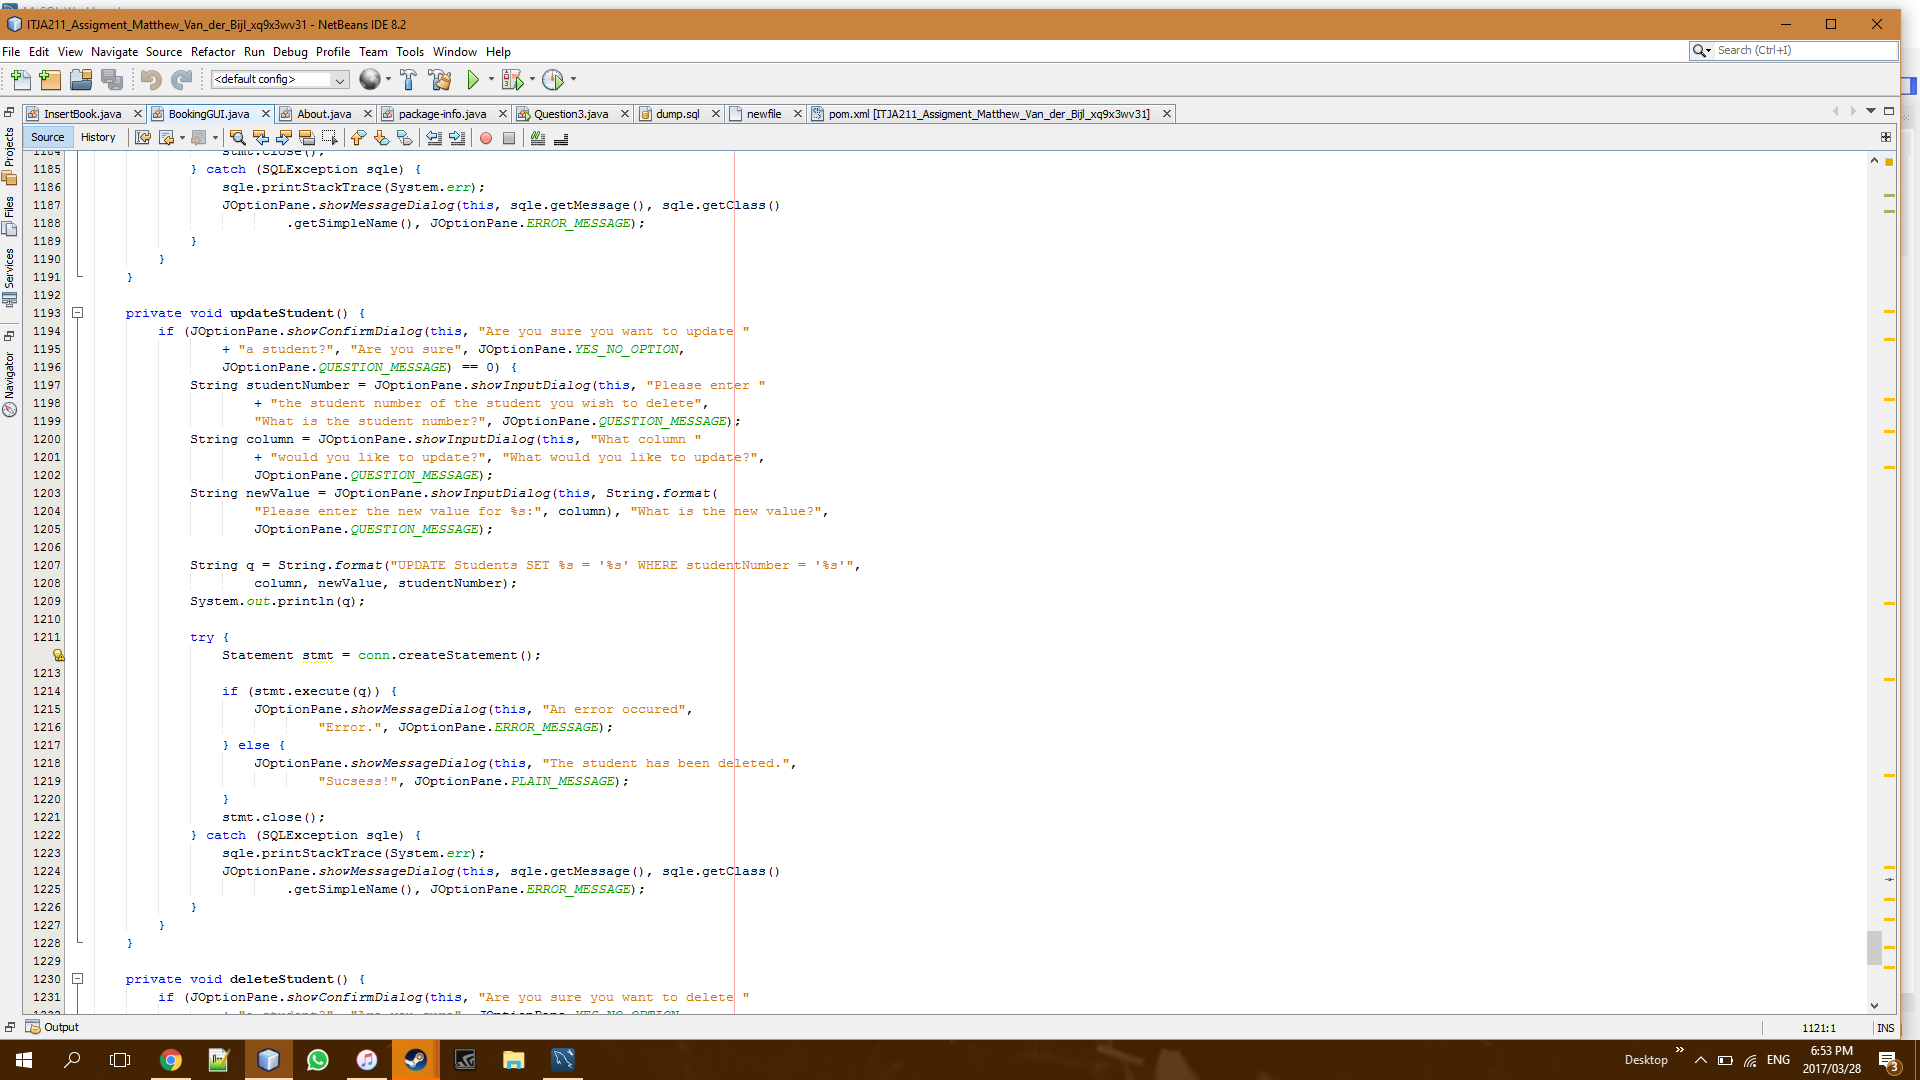 ITJA211_Assigment_Matthew_Van_der_Bijl_xq9x3wv31 - NetBeans IDE 8.2
File Edit View Navigate Source Refactor Run Debug Profile Team Tools Window Help
Search (Ctrl+I)
<default config>
InsertBook.java BookingGUI.java About.java package-info.java Question3.java dump.sql newfile pom.xml [ITJA211_Assigment_Matthew_Van_der_Bijl_xq9x3wv31]
Source History
Projects
Files
Services
Navigator
1184 stmt.close();
1185 } catch (SQLException sqle) {
1186 sqle.printStackTrace(System.err);
1187 JOptionPane.showMessageDialog(this, sqle.getMessage(), sqle.getClass()
1188 .getSimpleName(), JOptionPane.ERROR_MESSAGE);
1189 }
1190 }
1191 }
1192
1193 private void updateStudent() {
1194 if (JOptionPane.showConfirmDialog(this, "Are you sure you want to update "
1195 + "a student?", "Are you sure", JOptionPane.YES_NO_OPTION,
1196 JOptionPane.QUESTION_MESSAGE) == 0) {
1197 String studentNumber = JOptionPane.showInputDialog(this, "Please enter "
1198 + "the student number of the student you wish to delete",
1199 "What is the student number?", JOptionPane.QUESTION_MESSAGE);
1200 String column = JOptionPane.showInputDialog(this, "What column "
1201 + "would you like to update?", "What would you like to update?",
1202 JOptionPane.QUESTION_MESSAGE);
1203 String newValue = JOptionPane.showInputDialog(this, String.format(
1204 "Please enter the new value for %s:", column), "What is the new value?",
1205 JOptionPane.QUESTION_MESSAGE);
1206
1207 String q = String.format("UPDATE Students SET %s = '%s' WHERE studentNumber = '%s'",
1208 column, newValue, studentNumber);
1209 System.out.println(q);
1210
1211 try {
Statement stmt = conn.createStatement();
1213
1214 if (stmt.execute(q)) {
1215 JOptionPane.showMessageDialog(this, "An error occured",
1216 "Error.", JOptionPane.ERROR_MESSAGE);
1217 } else {
1218 JOptionPane.showMessageDialog(this, "The student has been deleted.",
1219 "Sucsess!", JOptionPane.PLAIN_MESSAGE);
1220 }
1221 stmt.close();
1222 } catch (SQLException sqle) {
1223 sqle.printStackTrace(System.err);
1224 JOptionPane.showMessageDialog(this, sqle.getMessage(), sqle.getClass()
1225 .getSimpleName(), JOptionPane.ERROR_MESSAGE);
1226 }
1227 }
1228 }
1229
1230 private void deleteStudent() {
1231 if (JOptionPane.showConfirmDialog(this, "Are you sure you want to delete "
1232 + "a student?", "Are you sure", JOptionPane.YES_NO_OPTION,
Output
1121:1 INS
Desktop
ENG
6:53 PM
2017/03/28
3